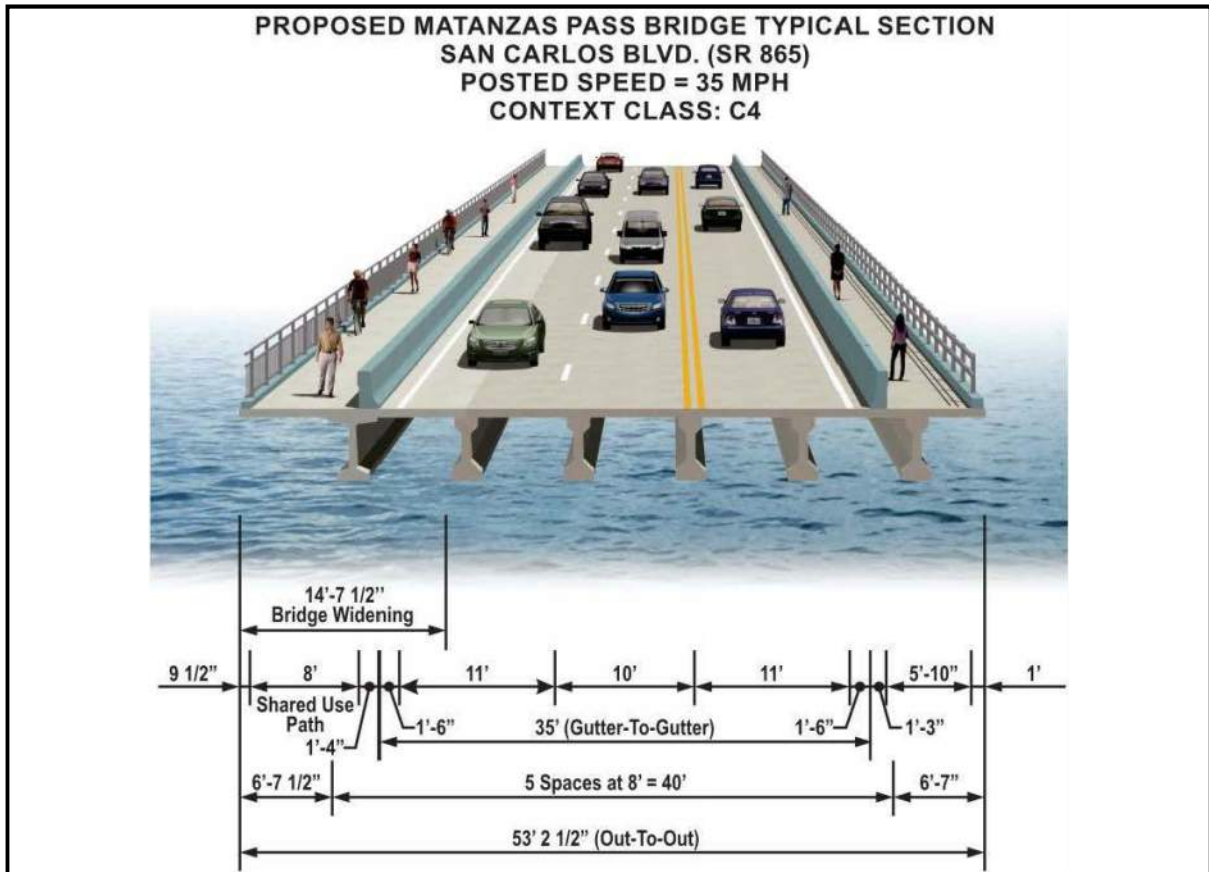 PROPOSED MATANZAS PASS BRIDGE TYPICAL SECTION
SAN CARLOS BLVD. (SR 865)
POSTED SPEED = 35 MPH
CONTEXT CLASS: C4
14'-7 1/2''
Bridge Widening
9 1/2”
8'
11'
10'
11'
5'-10”
1'
Shared Use
Path
1'-4”
1'-6”
35' (Gutter-To-Gutter)
1'-6”
1'-3”
6'-7 1/2”
5 Spaces at 8' = 40'
6'-7”
53' 2 1/2” (Out-To-Out)